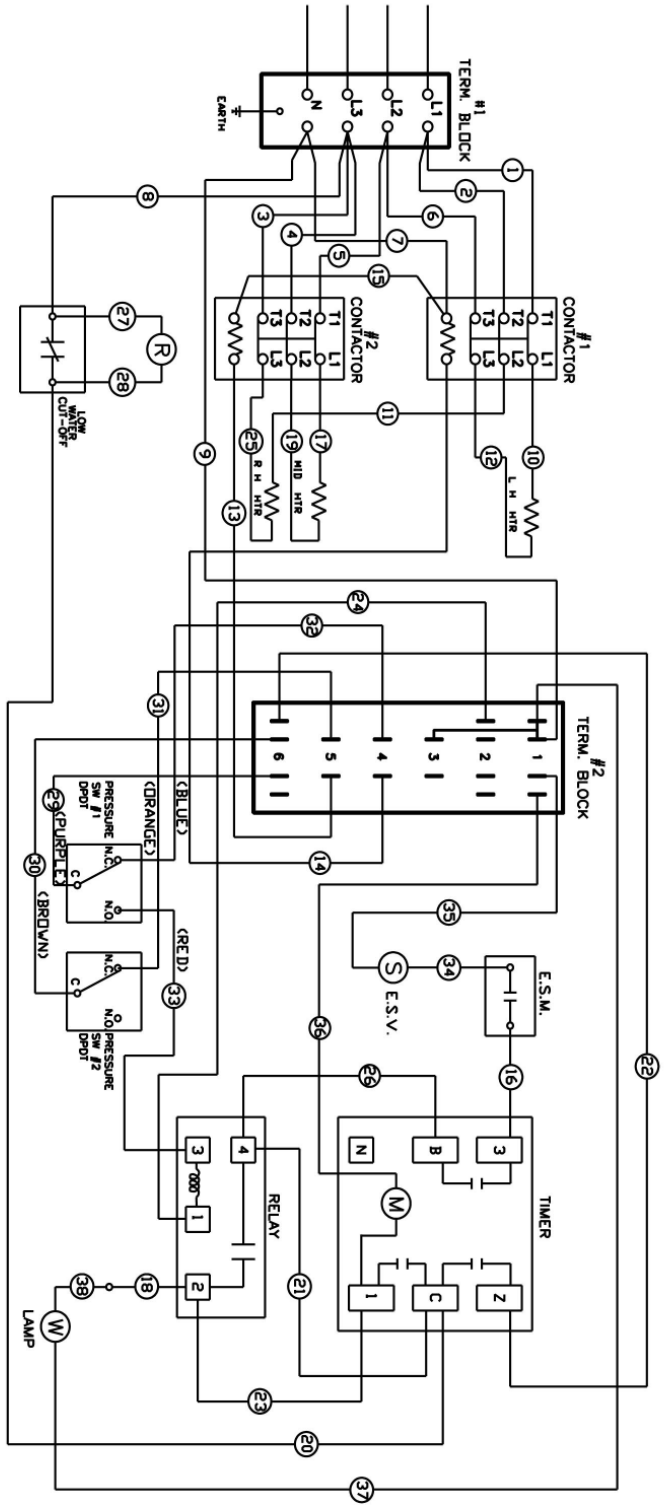 #1
TERM. BLOCK
L1
L2
L3
N
EARTH
1
2
6
7
5
4
3
8
15
#1
CONTACTOR
T1 L1
T2 L2
T3 L3
#2
CONTACTOR
T1 L1
T2 L2
T3 L3
27
R
28
LOW
WATER
CUT-OFF
9
11
10
12
L H HTR
17
19
MID HTR
25
R H HTR
13
24
32
31
22
#2
TERM. BLOCK
1
2
3
4
5
6
14
(BLUE)
(ORANGE)
PRESSURE
SW #1
DPDT
29
(PURPLE)
30
(BROWN)
N.C.
C
N.O.
(RED)
33
N.C.
C
N.O.
PRESSURE
SW #2
DPDT
35
S
E.S.V.
34
E.S.M.
16
36
26
TIMER
3
B
N
M
Z
C
1
RELAY
4
3
1
2
21
23
18
38
W
LAMP
20
37